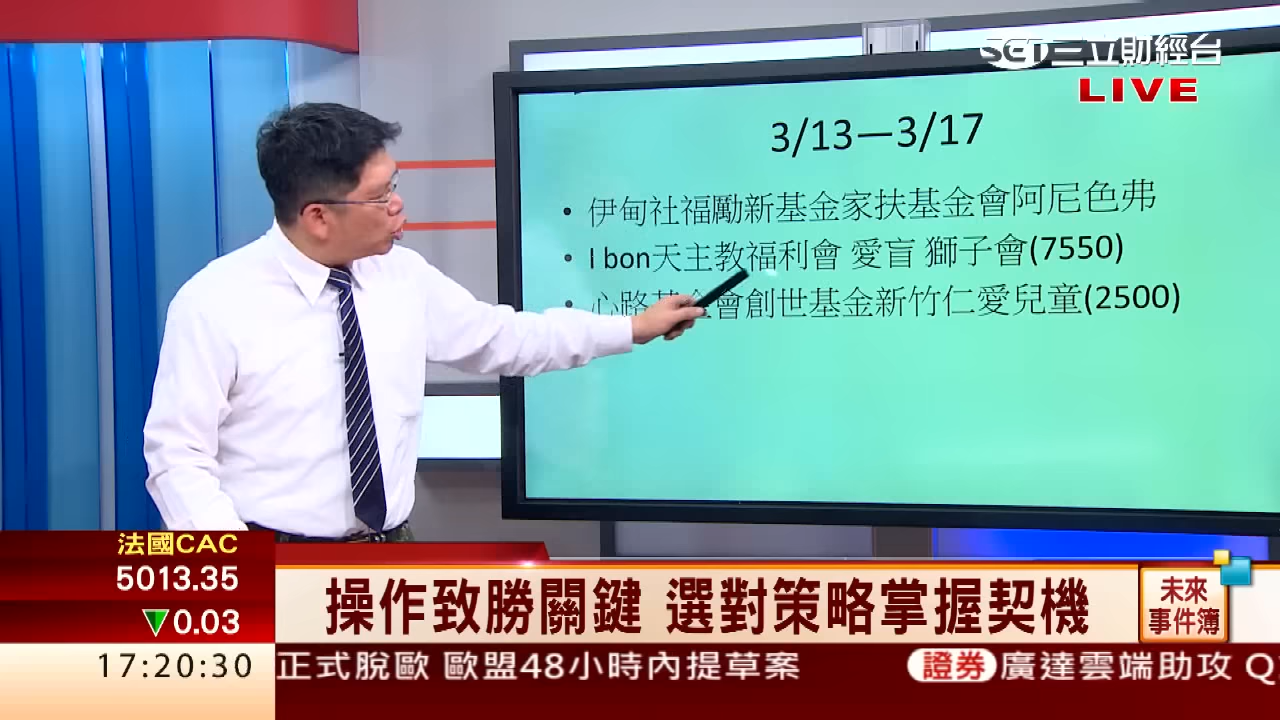 SET三立財經台
LIVE
3/13—3/17
• 伊甸社福勵新基金家扶基金會阿尼色弗
• I bon天主教福利會 愛盲 獅子會(7550)
• 心路基金會創世基金新竹仁愛兒童(2500)
法國CAC
5013.35
▼0.03
操作致勝關鍵 選對策略掌握契機
未來
事件簿
17:20:30
正式脫歐 歐盟48小時內提草案
證券 廣達雲端助攻 Q